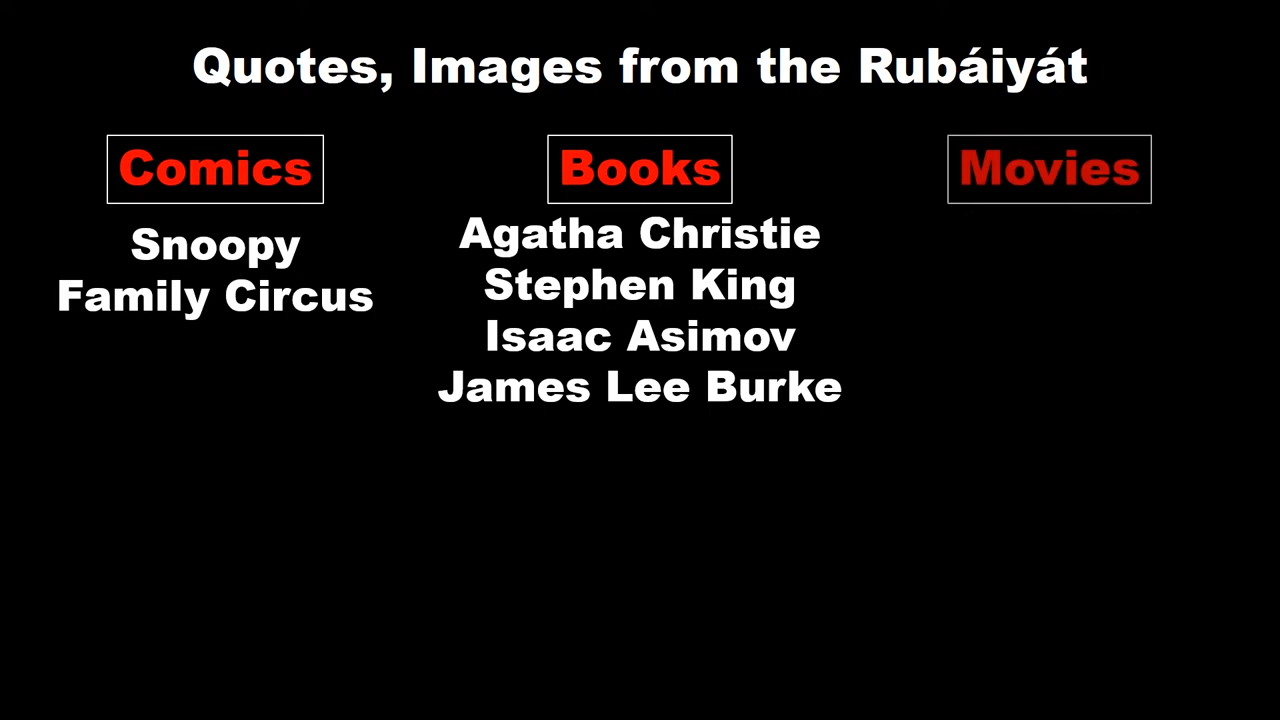 Quotes, Images from the Rubáiyát
Comics
Snoopy
Family Circus
Books
Agatha Christie
Stephen King
Isaac Asimov
James Lee Burke
Movies